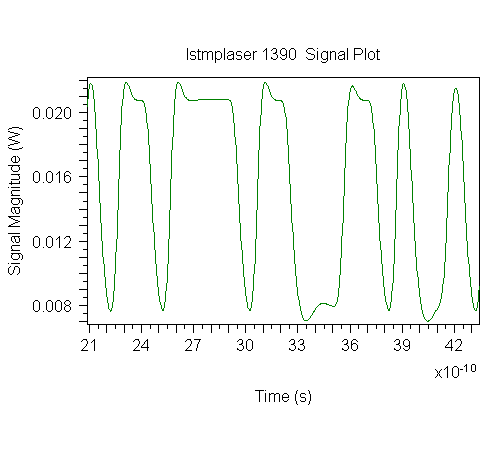 lstmplaser 1390  Signal Plot
Signal Magnitude (W)
0.020
0.016
0.012
0.008
21 24 27 30 33 36 39 42
x10-10
Time (s)